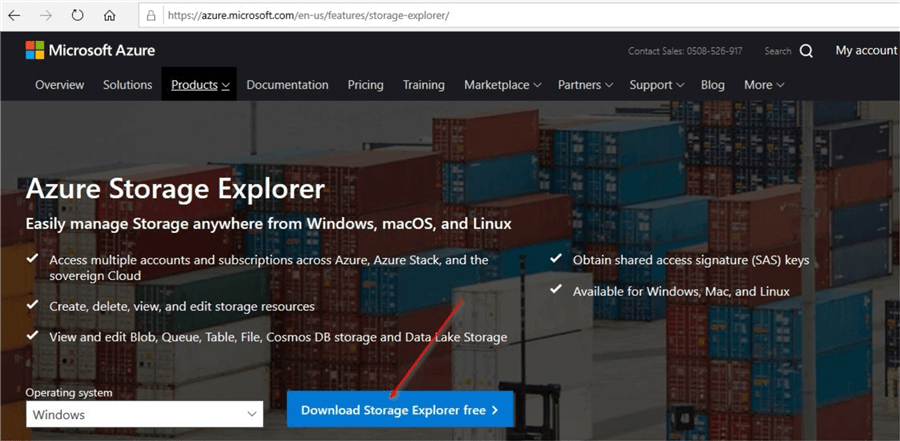 https://azure.microsoft.com/en-us/features/storage-explorer/
Microsoft Azure
Contact Sales: 0508-526-917
Search
My account
Overview
Solutions
Products
Documentation
Pricing
Training
Marketplace
Partners
Support
Blog
More
Azure Storage Explorer
Easily manage Storage anywhere from Windows, macOS, and Linux
Access multiple accounts and subscriptions across Azure, Azure Stack, and the
sovereign Cloud
Create, delete, view, and edit storage resources
View and edit Blob, Queue, Table, File, Cosmos DB storage and Data Lake Storage
Obtain shared access signature (SAS) keys
Available for Windows, Mac, and Linux
Operating system
Windows
Download Storage Explorer free